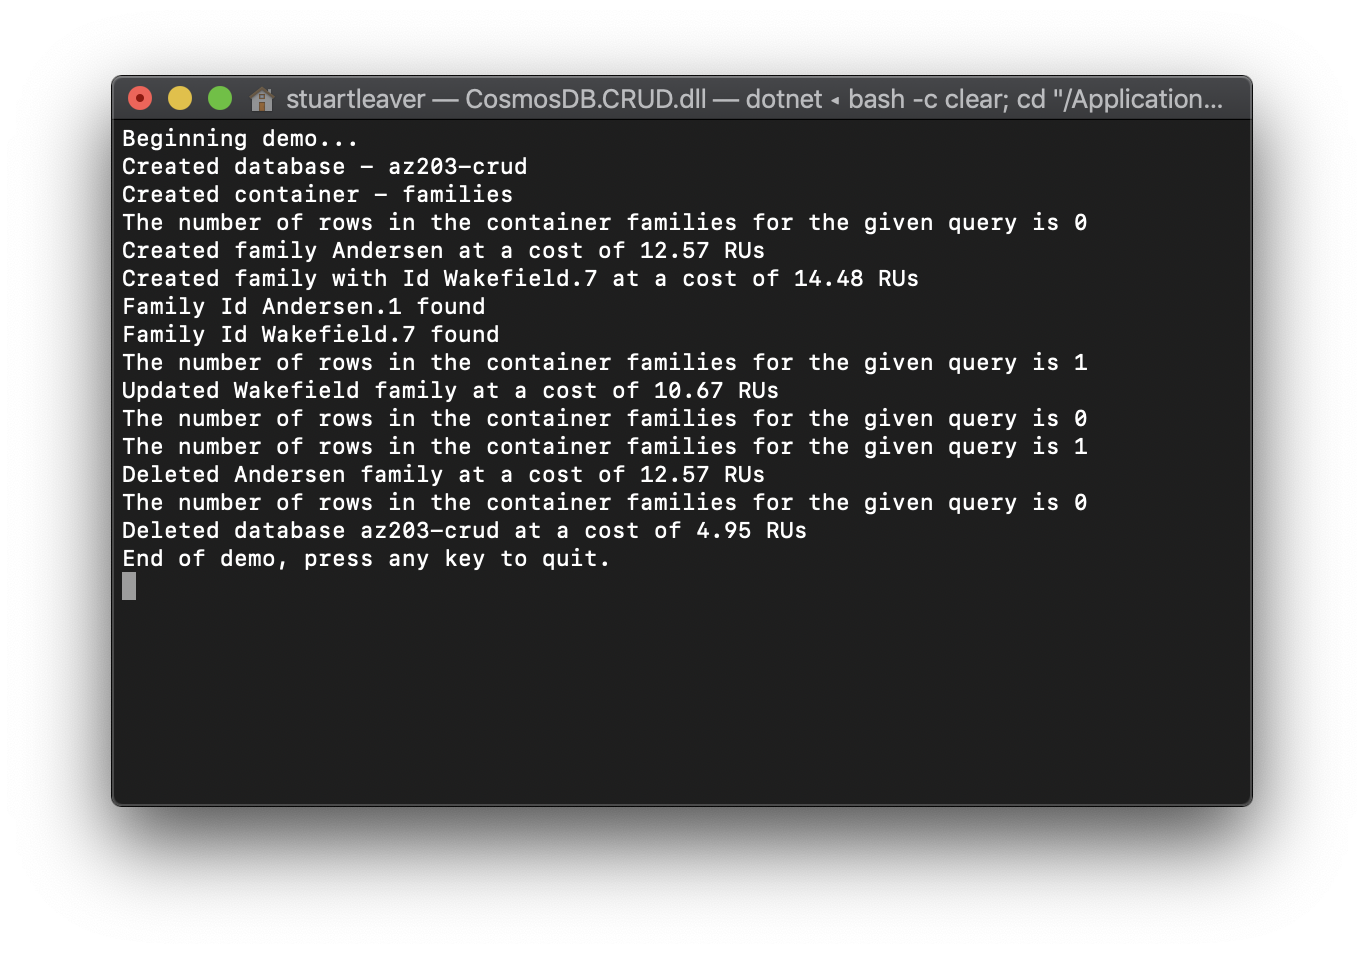 stuartleaver — CosmosDB.CRUD.dll — dotnet ◂ bash -c clear; cd "/Application...
Beginning demo...
Created database - az203-crud
Created container - families
The number of rows in the container families for the given query is 0
Created family Andersen at a cost of 12.57 RUs
Created family with Id Wakefield.7 at a cost of 14.48 RUs
Family Id Andersen.1 found
Family Id Wakefield.7 found
The number of rows in the container families for the given query is 1
Updated Wakefield family at a cost of 10.67 RUs
The number of rows in the container families for the given query is 0
The number of rows in the container families for the given query is 1
Deleted Andersen family at a cost of 12.57 RUs
The number of rows in the container families for the given query is 0
Deleted database az203-crud at a cost of 4.95 RUs
End of demo, press any key to quit.